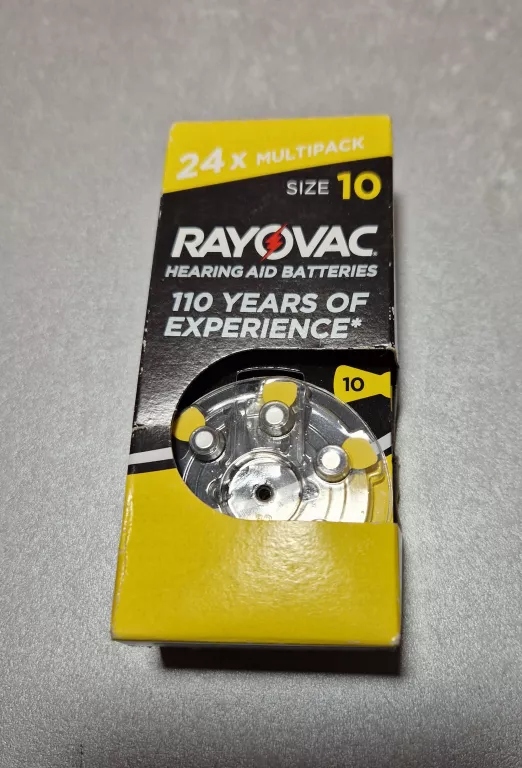 24 X MULTIPACK
SIZE 10
RAYOVAC
HEARING AID BATTERIES
110 YEARS OF
EXPERIENCE*
10